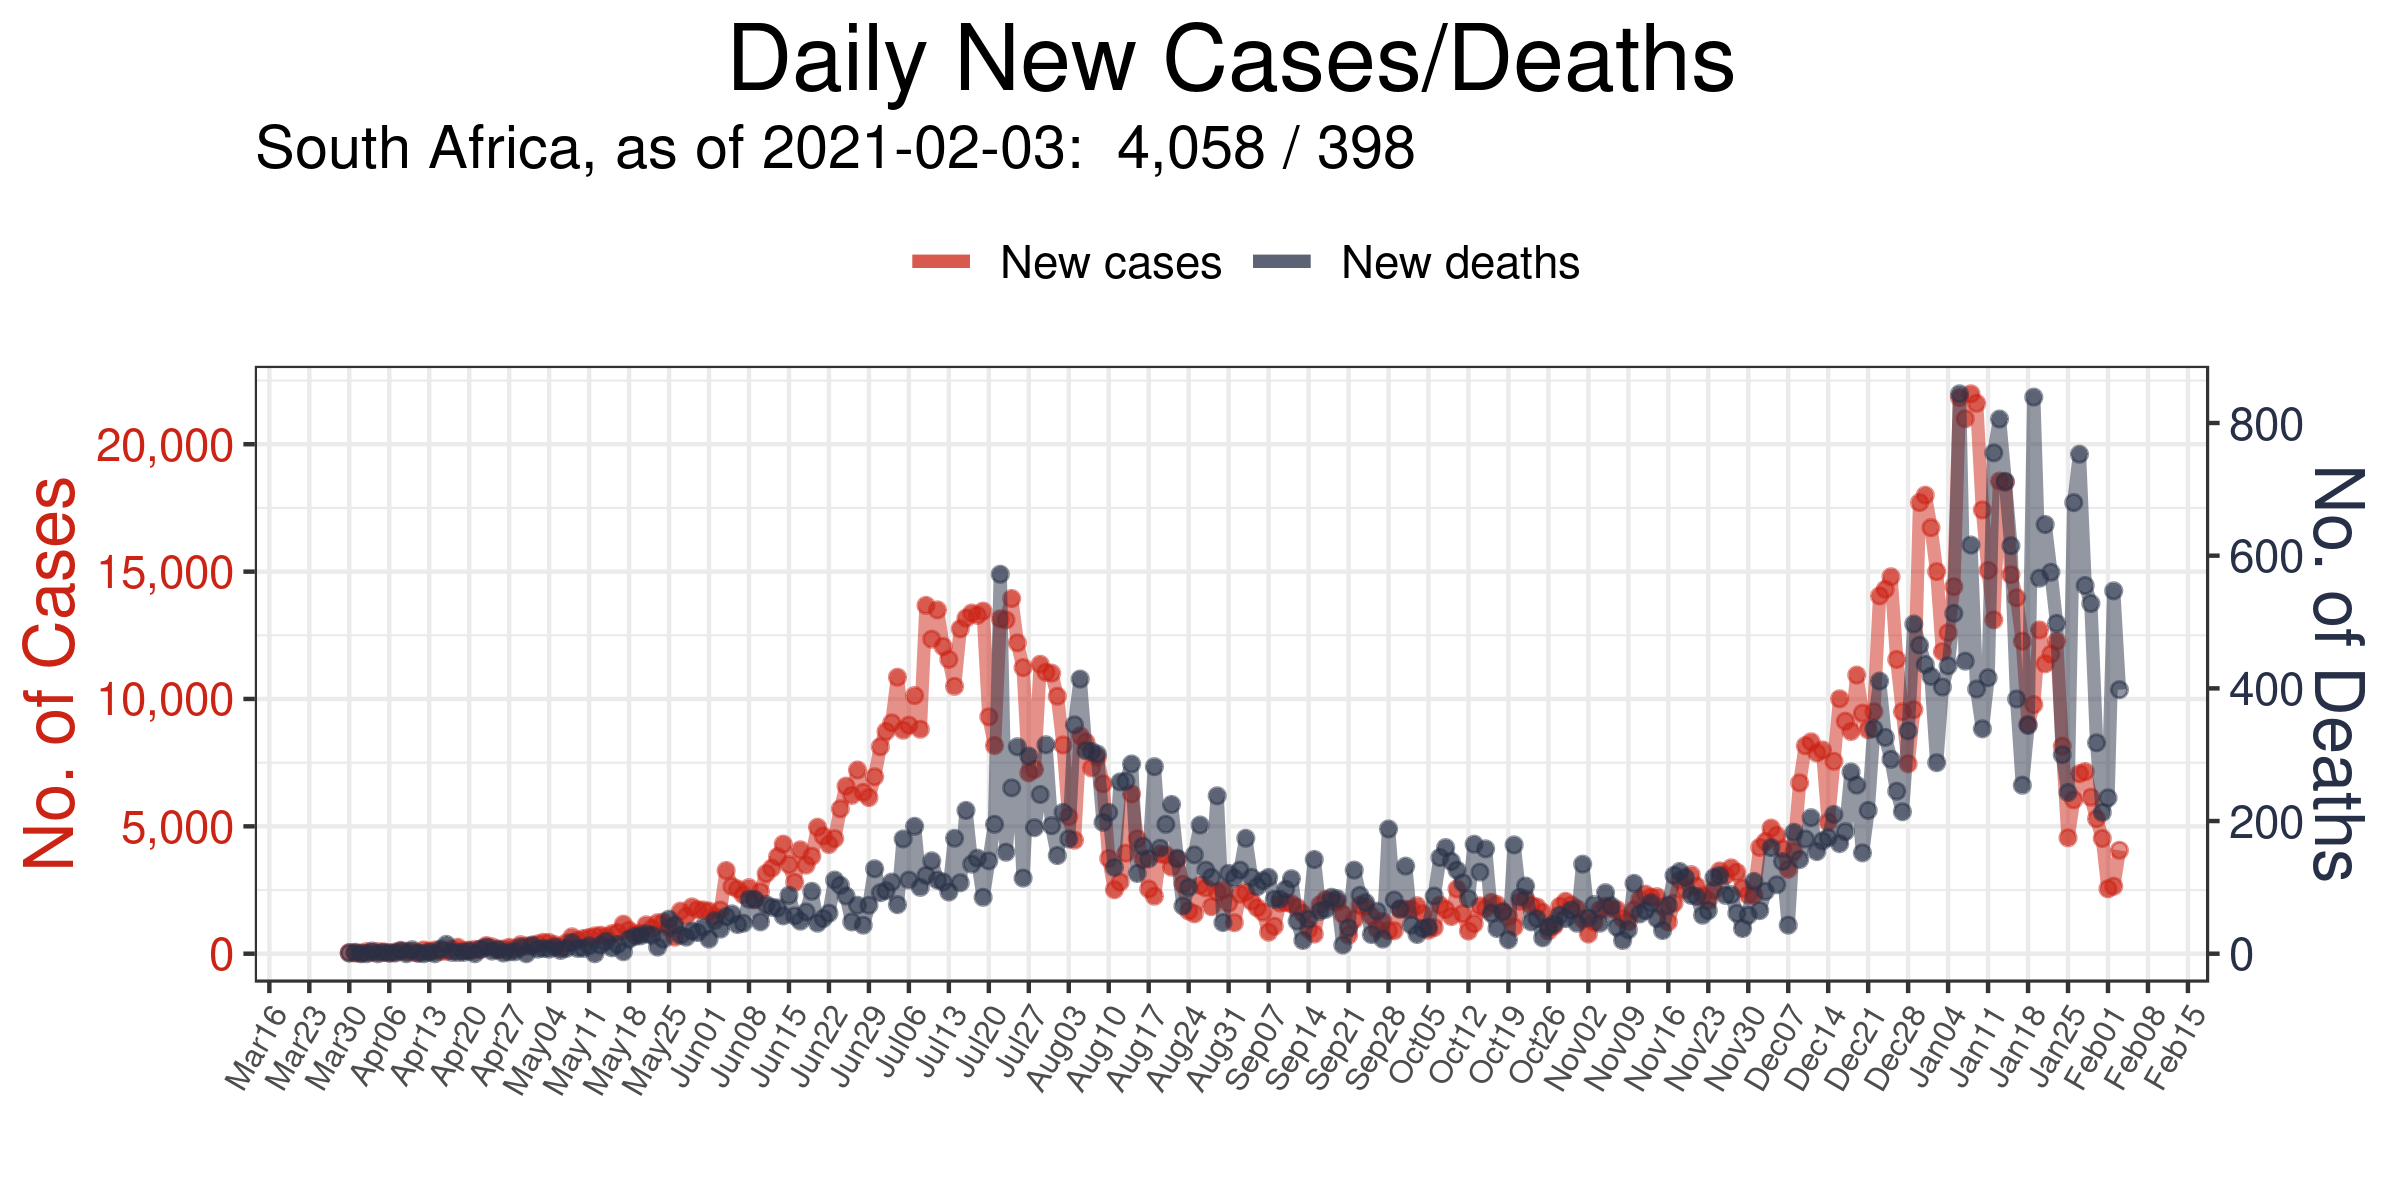 Daily New Cases/Deaths
South Africa, as of 2021-02-03:  4,058 / 398
New cases
New deaths
No. of Cases
20,000
15,000
10,000
5,000
0
800
600
400
200
0
No. of Deaths
Mar16
Mar23
Mar30
Apr06
Apr13
Apr20
Apr27
May04
May11
May18
May25
Jun01
Jun08
Jun15
Jun22
Jun29
Jul06
Jul13
Jul20
Jul27
Aug03
Aug10
Aug17
Aug24
Aug31
Sep07
Sep14
Sep21
Sep28
Oct05
Oct12
Oct19
Oct26
Nov02
Nov09
Nov16
Nov23
Nov30
Dec07
Dec14
Dec21
Dec28
Jan04
Jan11
Jan18
Jan25
Feb01
Feb08
Feb15